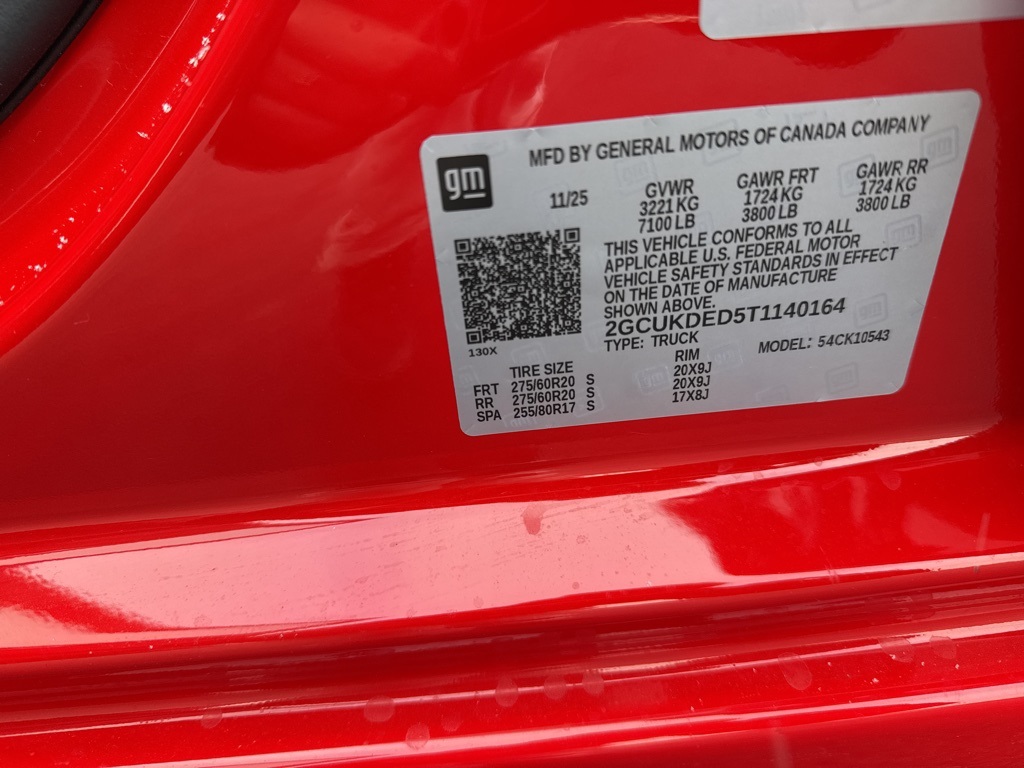 gm
MFD BY GENERAL MOTORS OF CANADA COMPANY
11/25
GVWR
3221 KG
7100 LB
GAWR FRT
1724 KG
3800 LB
GAWR RR
1724 KG
3800 LB
THIS VEHICLE CONFORMS TO ALL
APPLICABLE U.S. FEDERAL MOTOR
VEHICLE SAFETY STANDARDS IN EFFECT
ON THE DATE OF MANUFACTURE
SHOWN ABOVE.
2GCUKDED5T1140164
TYPE: TRUCK
MODEL: 54CK10543
130X
TIRE SIZE RIM
FRT 275/60R20 S 20X9J
RR 275/60R20 S 20X9J
SPA 255/80R17 S 17X8J